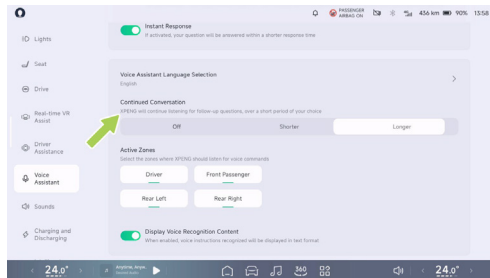 PASSENGER
AIRBAG ON
436 km
90%
13:58
Instant Response
If activated, your question will be answered within a shorter response time
Lights
Seat
Voice Assistant Language Selection
English
Drive
Continued Conversation
XPENG will continue listening for follow-up questions, over a short period of your choice
Real-time VR
Assist
Off
Shorter
Longer
Driver
Assistance
Active Zones
Select the zones where XPENG should listen for voice commands
Driver
Front Passenger
Voice
Assistant
Rear Left
Rear Right
Sounds
Display Voice Recognition Content
When enabled, voice instructions recognized will be displayed in text format
Charging and
Discharging
24.0°
360
24.0°